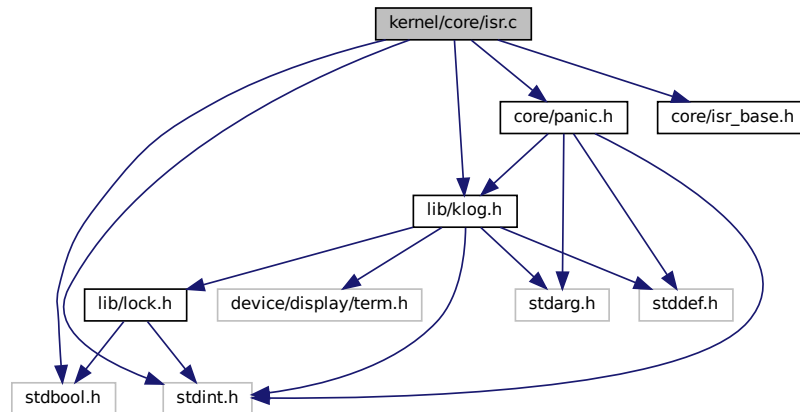 kernel/core/isr.c
core/panic.h
core/isr_base.h
lib/klog.h
lib/lock.h
device/display/term.h
stdarg.h
stddef.h
stdbool.h
stdint.h